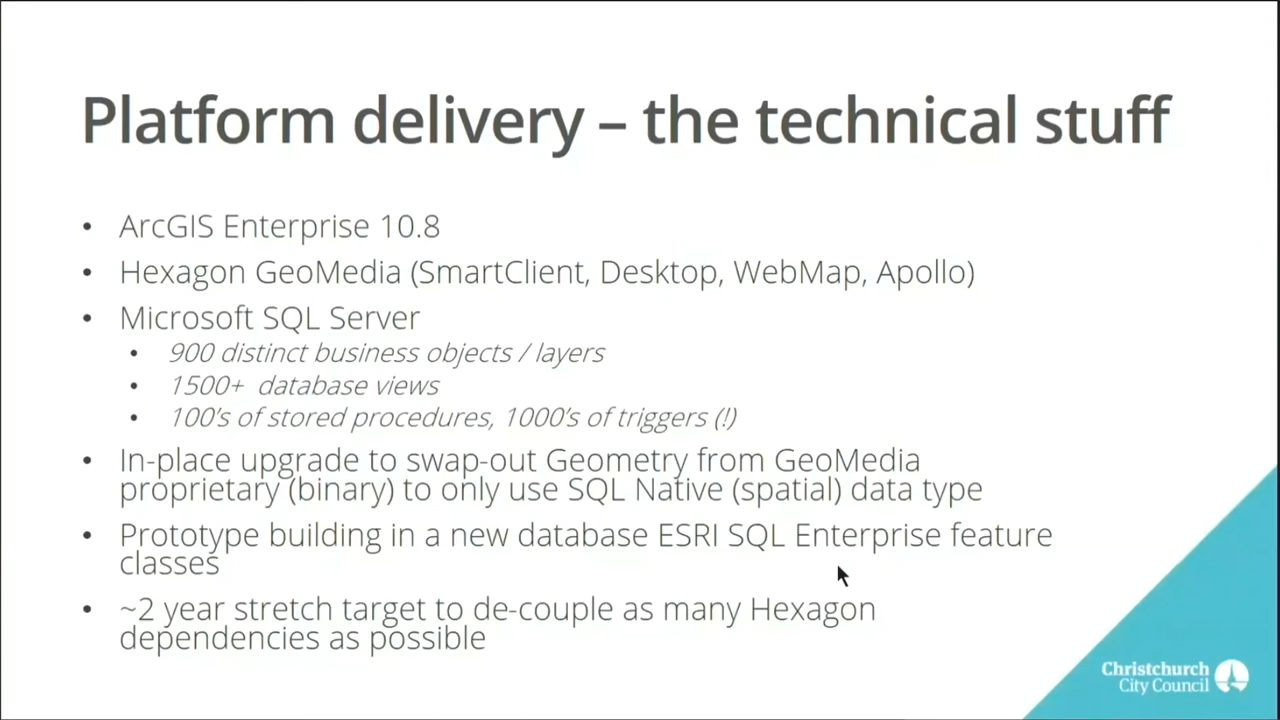 Platform delivery – the technical stuff
• ArcGIS Enterprise 10.8
• Hexagon GeoMedia (SmartClient, Desktop, WebMap, Apollo)
• Microsoft SQL Server
• 900 distinct business objects / layers
• 1500+  database views
• 100's of stored procedures, 1000's of triggers (!)
• In-place upgrade to swap-out Geometry from GeoMedia
proprietary (binary) to only use SQL Native (spatial) data type
• Prototype building in a new database ESRI SQL Enterprise feature
classes
• ~2 year stretch target to de-couple as many Hexagon
dependencies as possible
Christchurch
City Council